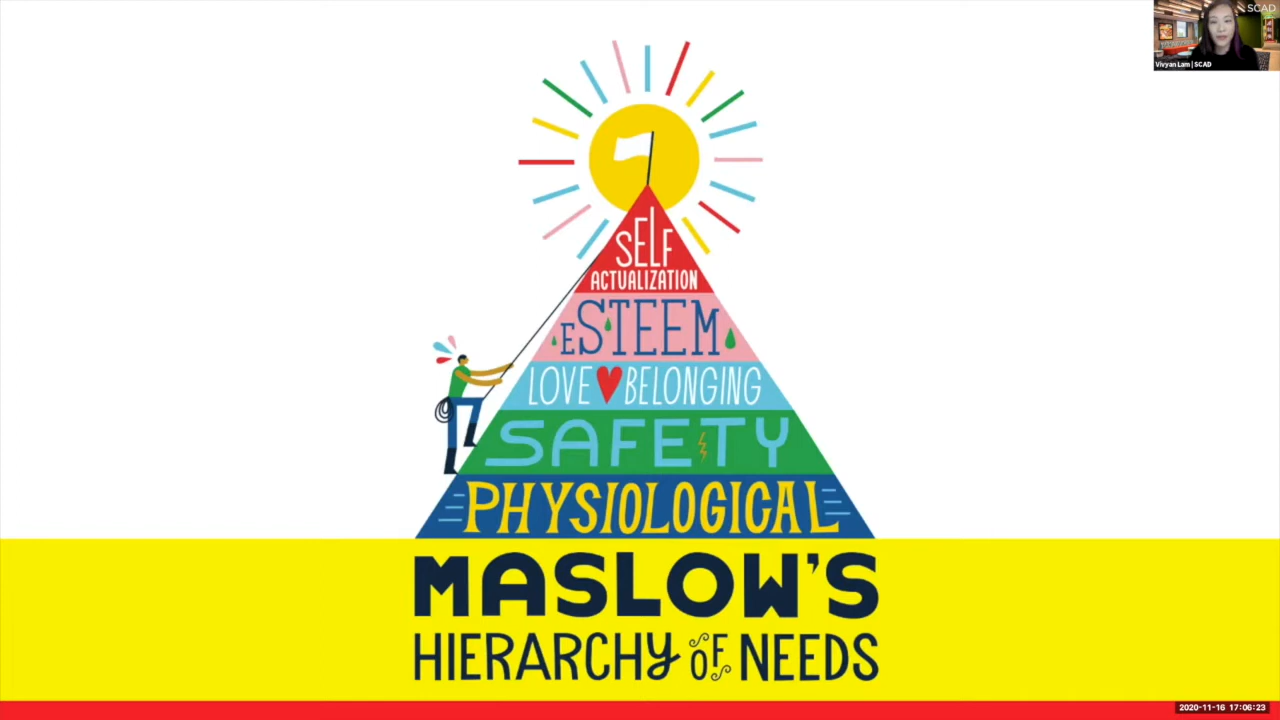 SCAD
Vivyan Lam | SCAD
SELF
ACTUALIZATION
ESTEEM
LOVE BELONGING
SAFETY
PHYSIOLOGICAL
MASLOW'S
HIERARCHY OF NEEDS
2020-11-16 17:06:23